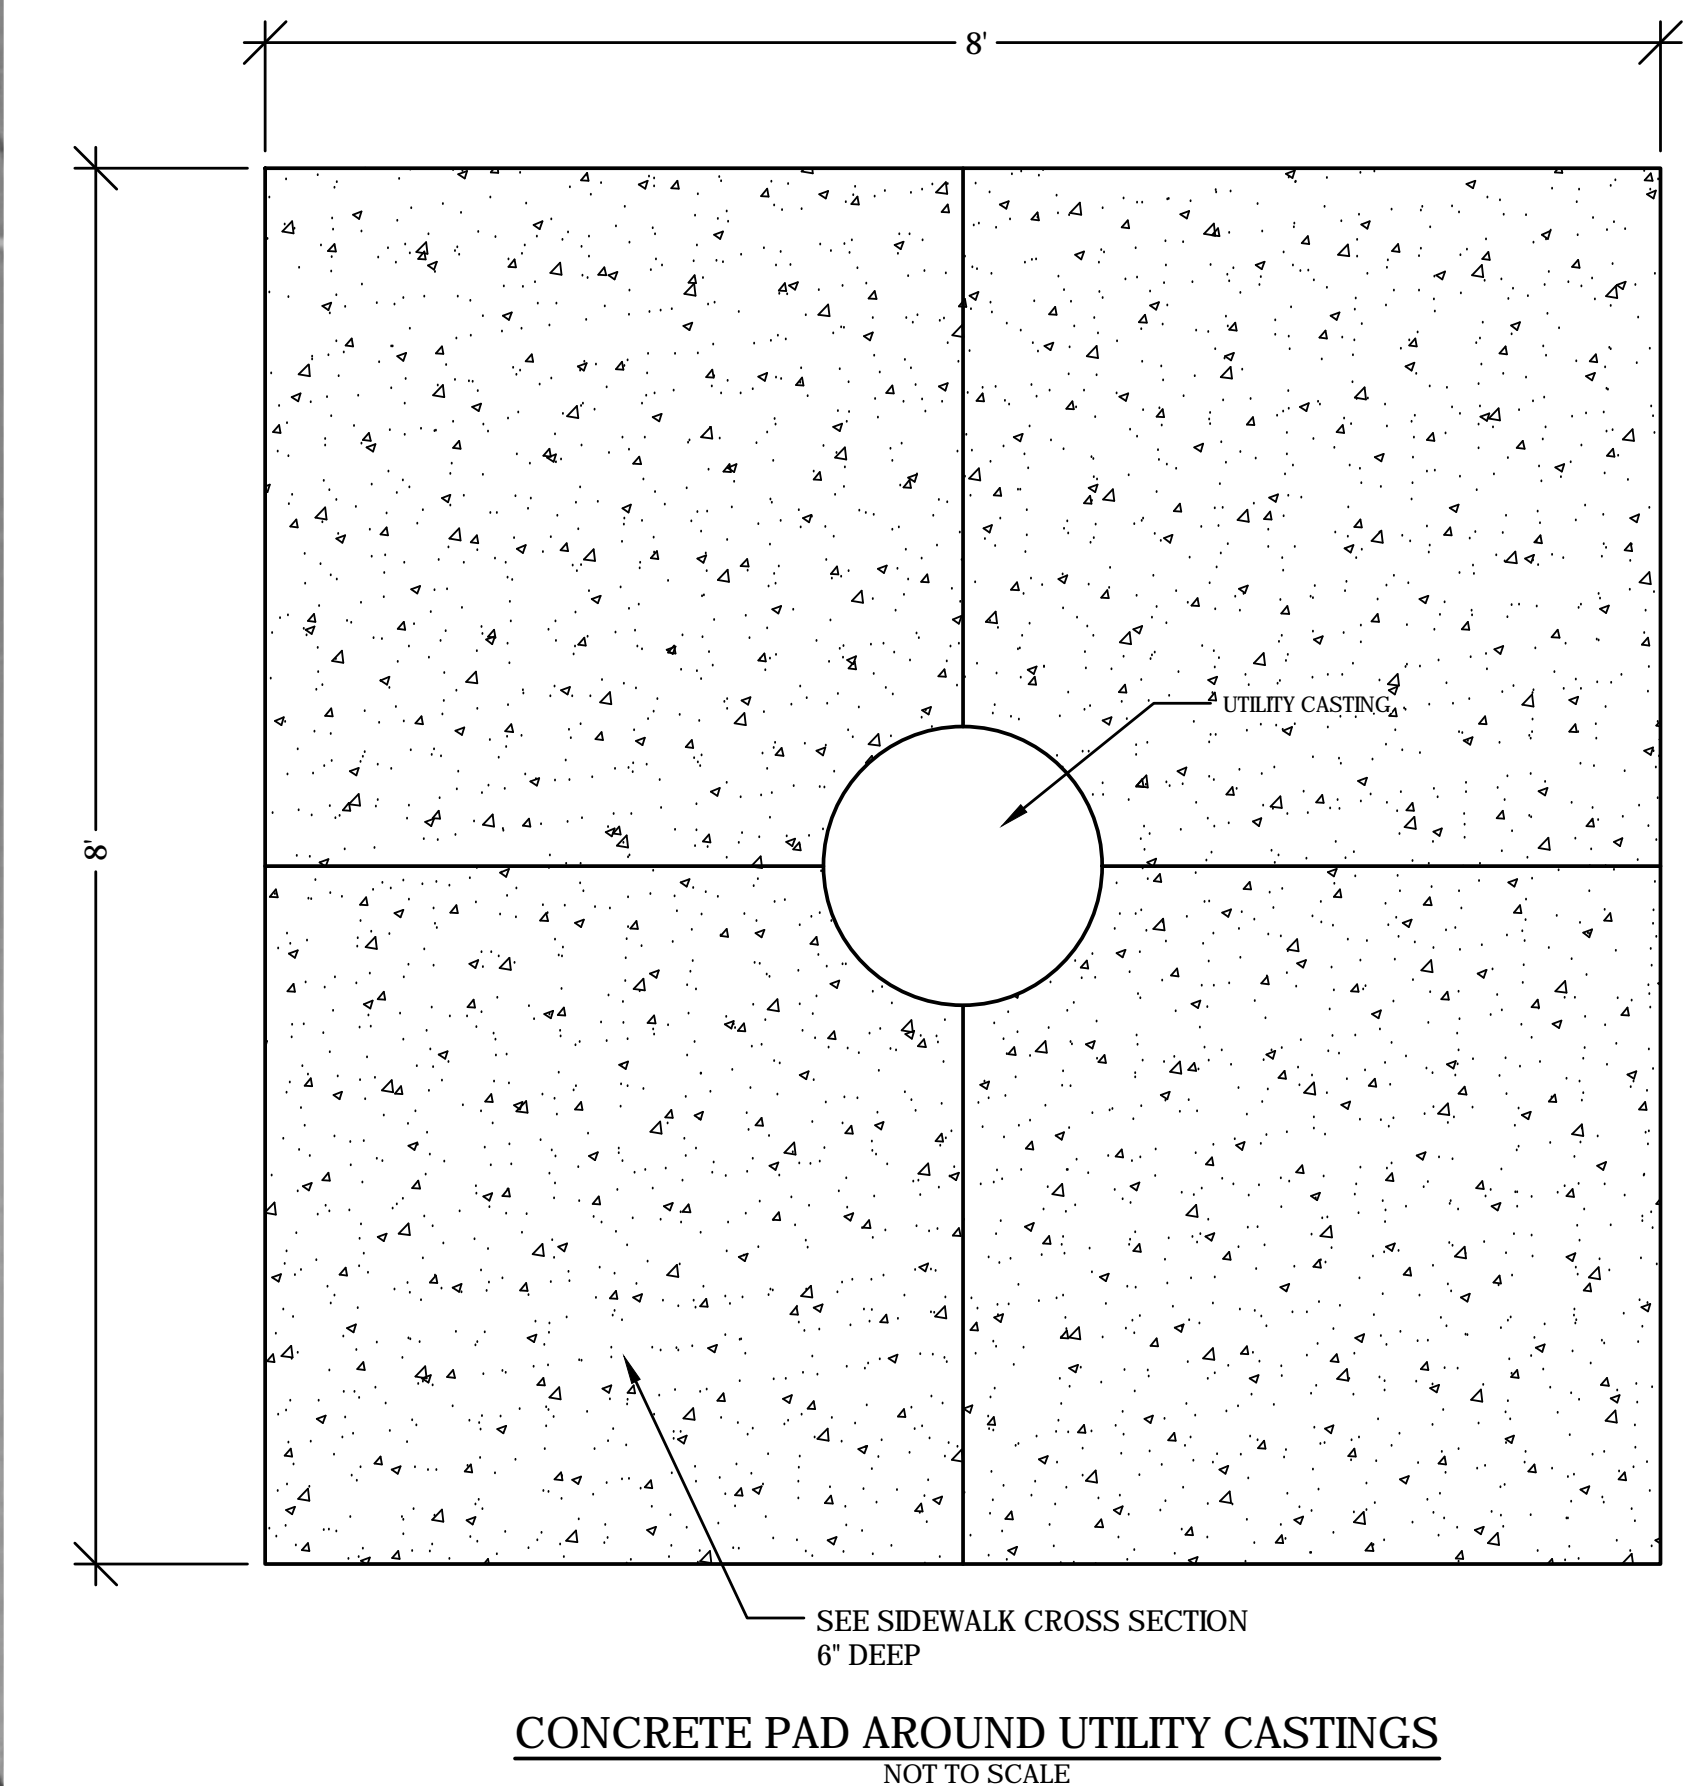 8'
8'
UTILITY CASTING
SEE SIDEWALK CROSS SECTION
6" DEEP
CONCRETE PAD AROUND UTILITY CASTINGS
NOT TO SCALE